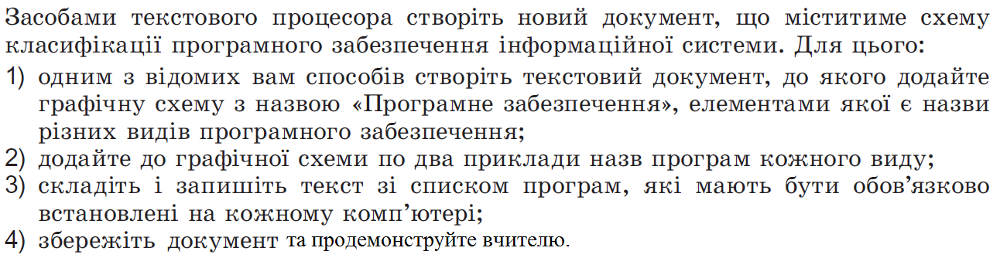 Засобами текстового процесора створіть новий документ, що міститиме схему
класифікації програмного забезпечення інформаційної системи. Для цього:
1) одним з відомих вам способів створіть текстовий документ, до якого додайте
графічну схему з назвою «Програмне забезпечення», елементами якої є назви
різних видів програмного забезпечення;
2) додайте до графічної схеми по два приклади назв програм кожного виду;
3) складіть і запишіть текст зі списком програм, які мають бути обов’язково
встановлені на кожному комп’ютері;
4) збережіть документ та продемонструйте вчителю.